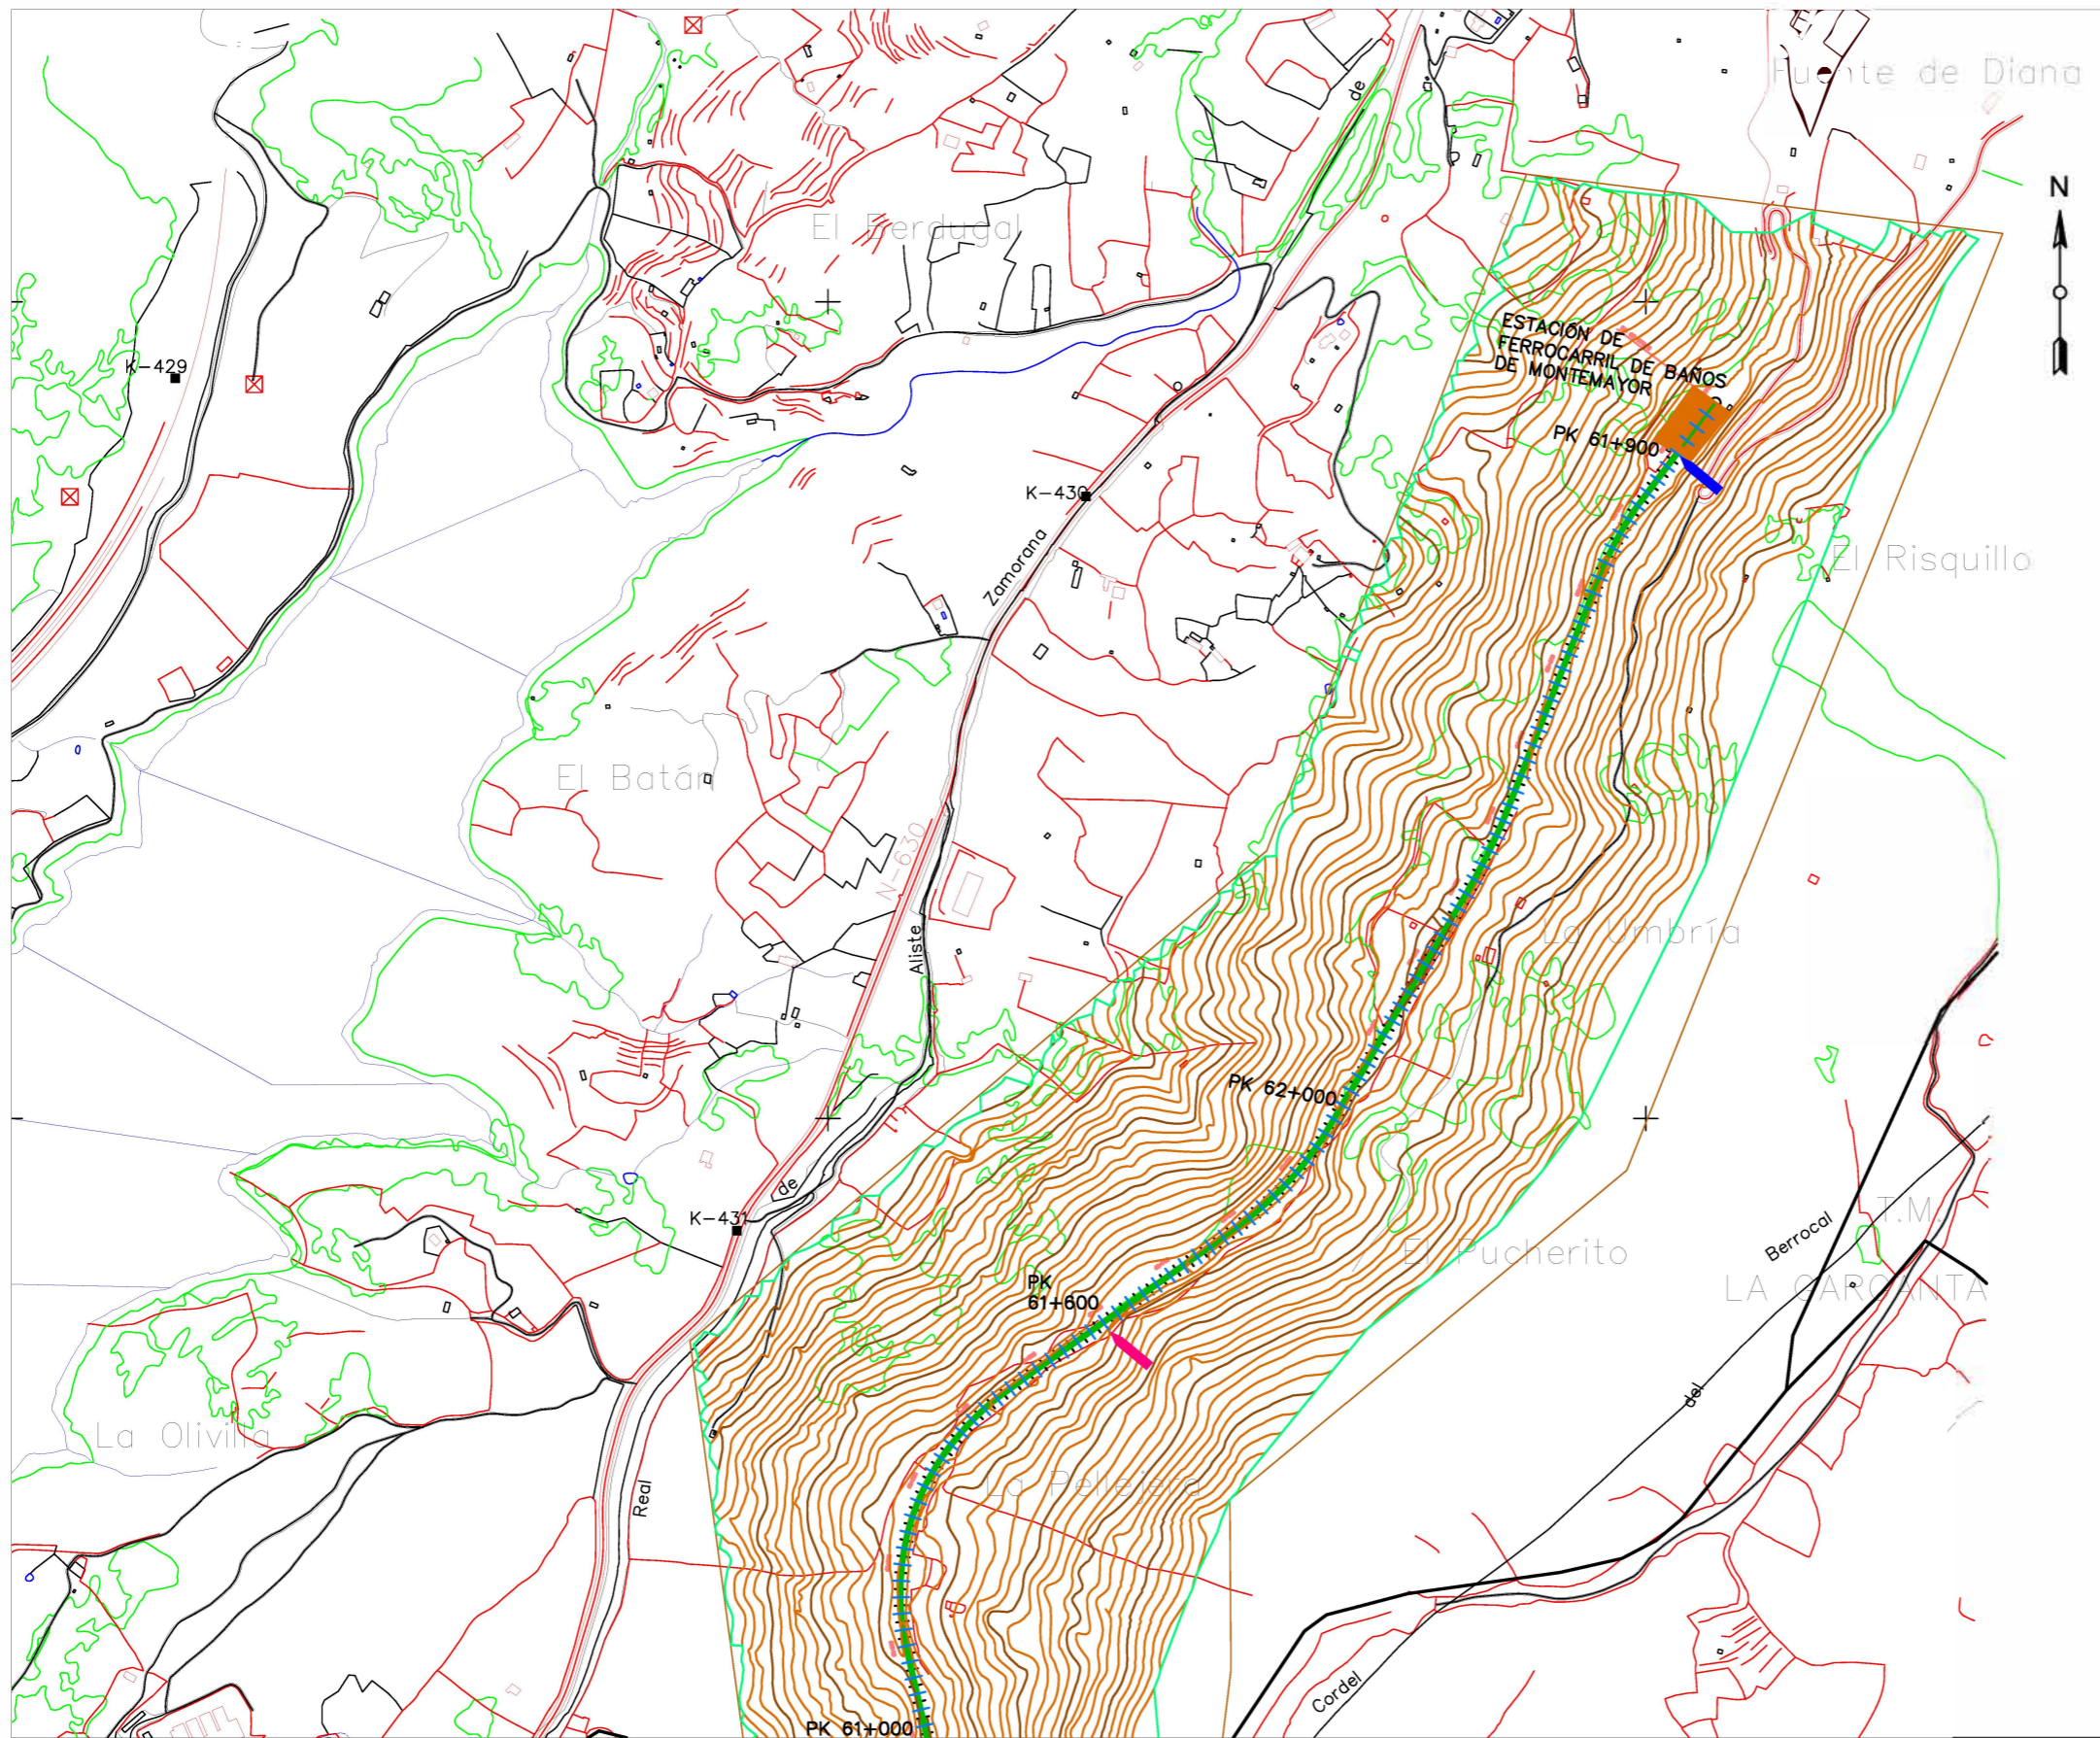 Fuente de Diana
de
N
El Berdugal
ESTACIÓN DE
FERROCARRIL DE BAÑOS
DE MONTEMAYOR
K-429
PK 61+900
K-430
Zamorana
El Risquillo
El Batán
N-630
Aliste
La Umbría
PK 62+000
de
K-431
Berrocal
T.M.
El Pucherito
LA GARGANTA
PK
61+600
del
La Olivilla
La Pellejera
Real
Cordel
PK 61+000